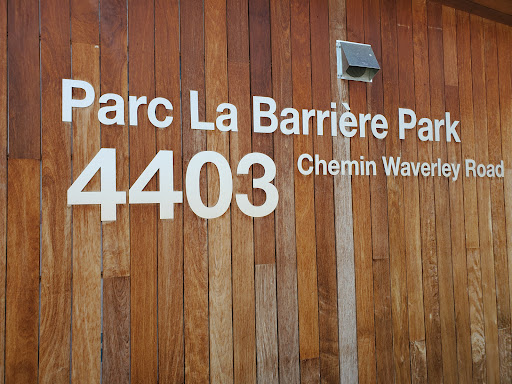 Parc La Barrière Park
4403 Chemin Waverley Road